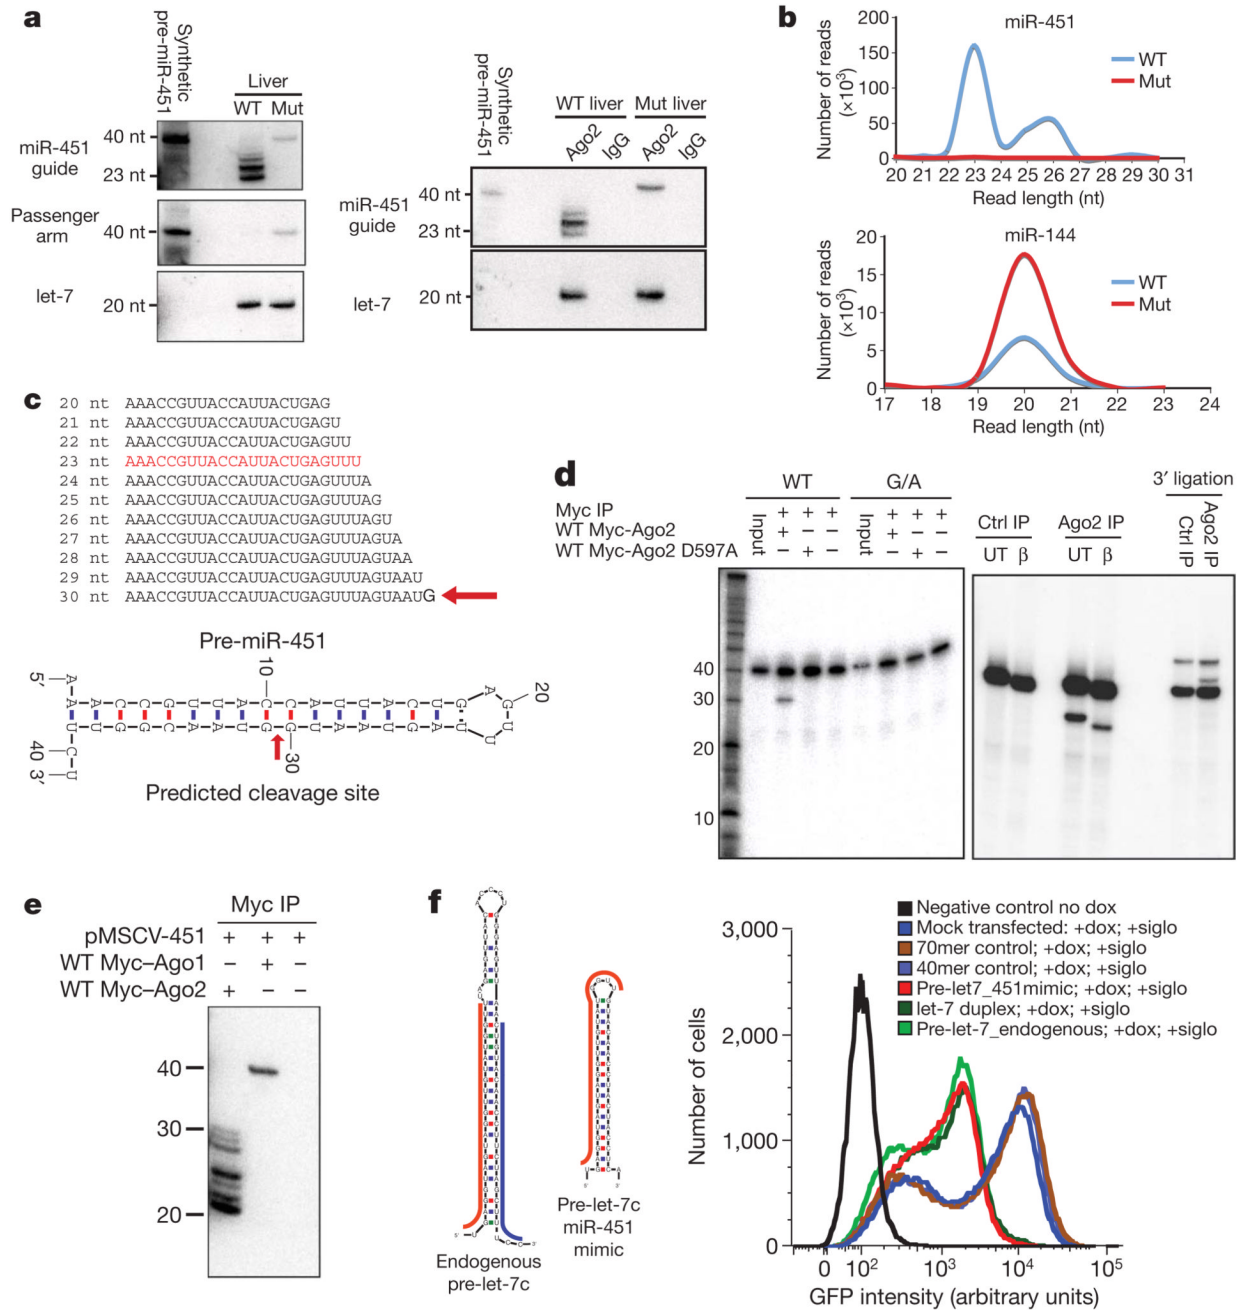 a
Synthetic
pre-miR-451
Liver
WT Mut
miR-451
guide
40 nt
23 nt
Passenger
arm
40 nt
let-7
20 nt
Synthetic
pre-miR-451
WT liver Mut liver
Ago2 IgG Ago2 IgG
miR-451
guide
40 nt
23 nt
let-7
20 nt
b
miR-451
Number of reads
(×10³)
200
150
100
50
0
WT
Mut
20 21 22 23 24 25 26 27 28 29 30 31
Read length (nt)
miR-144
Number of reads
(×10³)
20
15
10
5
0
WT
Mut
17 18 19 20 21 22 23 24
Read length (nt)
c
20 nt AAACCGUUACCAUUACUGAG
21 nt AAACCGUUACCAUUACUGAGU
22 nt AAACCGUUACCAUUACUGAGUU
23 nt AAACCGUUACCAUUACUGAGUUU
24 nt AAACCGUUACCAUUACUGAGUUUA
25 nt AAACCGUUACCAUUACUGAGUUUAG
26 nt AAACCGUUACCAUUACUGAGUUUAGU
27 nt AAACCGUUACCAUUACUGAGUUUAGUA
28 nt AAACCGUUACCAUUACUGAGUUUAGUAA
29 nt AAACCGUUACCAUUACUGAGUUUAGUAAU
30 nt AAACCGUUACCAUUACUGAGUUUAGUAAUG
Pre-miR-451
5′
10
20
30
40 3′
Predicted cleavage site
d
WT G/A
Myc IP + + + + + +
WT Myc-Ago2 Input + − − Input + − −
WT Myc-Ago2 D597A − + − − + −
40
30
20
10
Ctrl IP Ago2 IP
UT β UT β
3′ ligation
Ctrl IP
Ago2 IP
e
Myc IP
pMSCV-451 + + +
WT Myc–Ago1 − + −
WT Myc–Ago2 + − −
40
30
20
f
Endogenous
pre-let-7c
Pre-let-7c
miR-451
mimic
Number of cells
3,000
2,000
1,000
0
Negative control no dox
Mock transfected: +dox; +siglo
70mer control; +dox; +siglo
40mer control; +dox; +siglo
Pre-let7_451mimic; +dox; +siglo
let-7 duplex; +dox; +siglo
Pre-let-7_endogenous; +dox; +siglo
0 10² 10³ 10⁴ 10⁵
GFP intensity (arbitrary units)